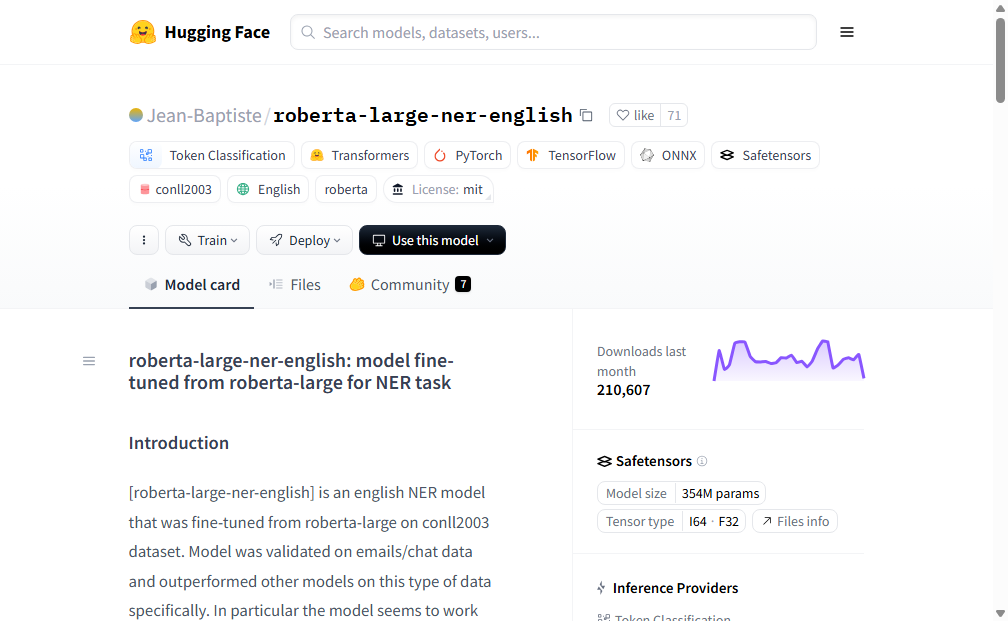 Hugging Face
Search models, datasets, users...
Jean-Baptiste/roberta-large-ner-english
like 71
Token Classification Transformers PyTorch TensorFlow ONNX Safetensors
conll2003 English roberta License: mit
Train Deploy Use this model
Model card Files Community 7
roberta-large-ner-english: model fine-
tuned from roberta-large for NER task
Introduction
[roberta-large-ner-english] is an english NER model
that was fine-tuned from roberta-large on conll2003
dataset. Model was validated on emails/chat data
and outperformed other models on this type of data
specifically. In particular the model seems to work
Downloads last
month
210,607
Safetensors
Model size 354M params
Tensor type I64 · F32 Files info
Inference Providers
Token Classification